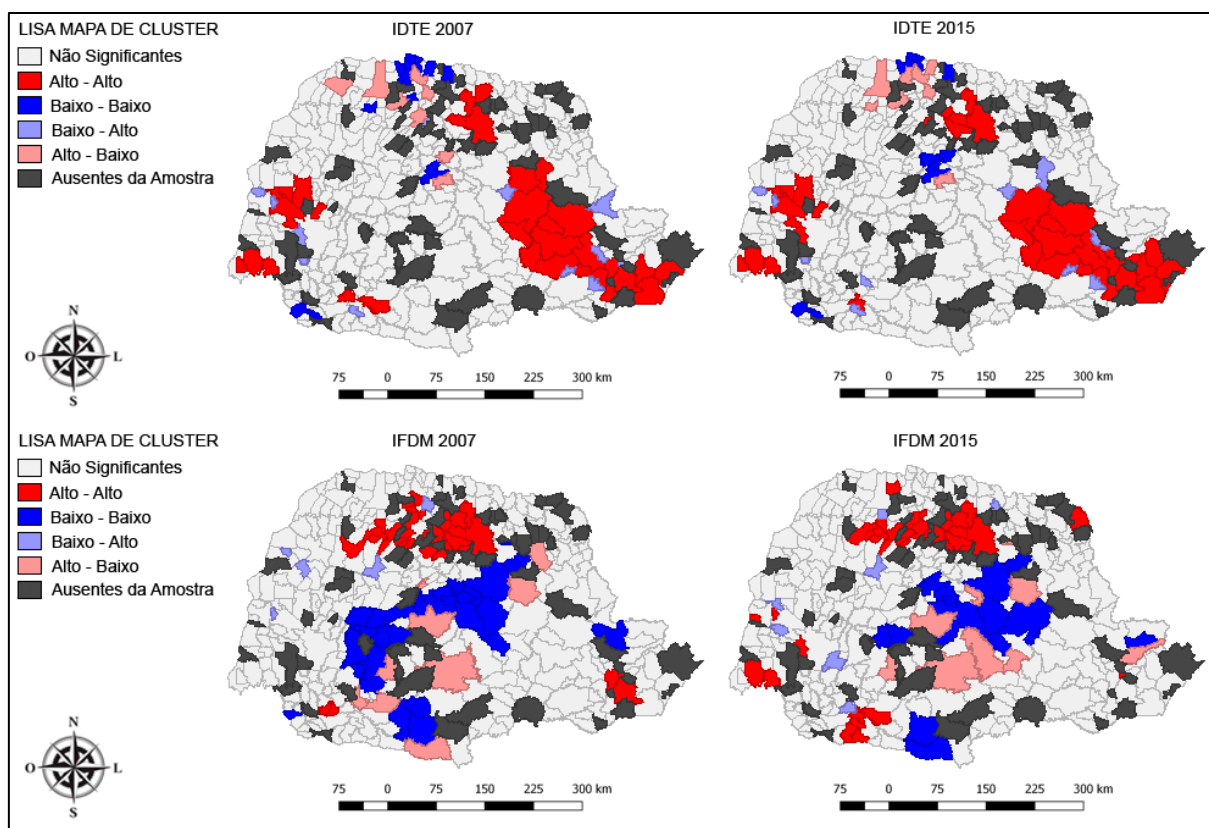 LISA MAPA DE CLUSTER
Não Significantes
Alto - Alto
Baixo - Baixo
Baixo - Alto
Alto - Baixo
Ausentes da Amostra
IDTE 2007
IDTE 2015
N
O
L
S
75 0 75 150 225 300 km
75 0 75 150 225 300 km
LISA MAPA DE CLUSTER
Não Significantes
Alto - Alto
Baixo - Baixo
Baixo - Alto
Alto - Baixo
Ausentes da Amostra
IFDM 2007
IFDM 2015
N
O
L
S
75 0 75 150 225 300 km
75 0 75 150 225 300 km